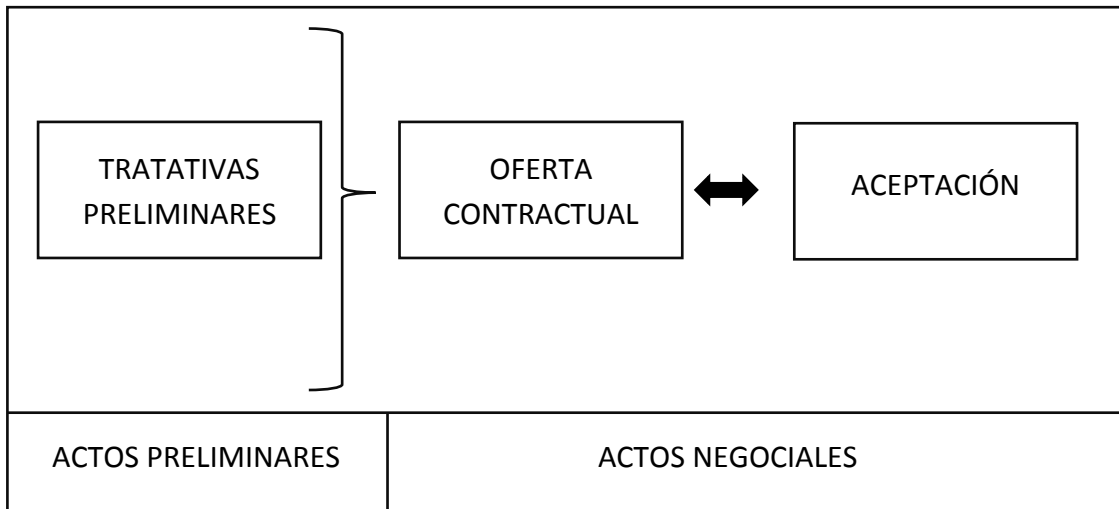 TRATATIVAS
PRELIMINARES
OFERTA
CONTRACTUAL
ACEPTACIÓN
ACTOS PRELIMINARES
ACTOS NEGOCIALES